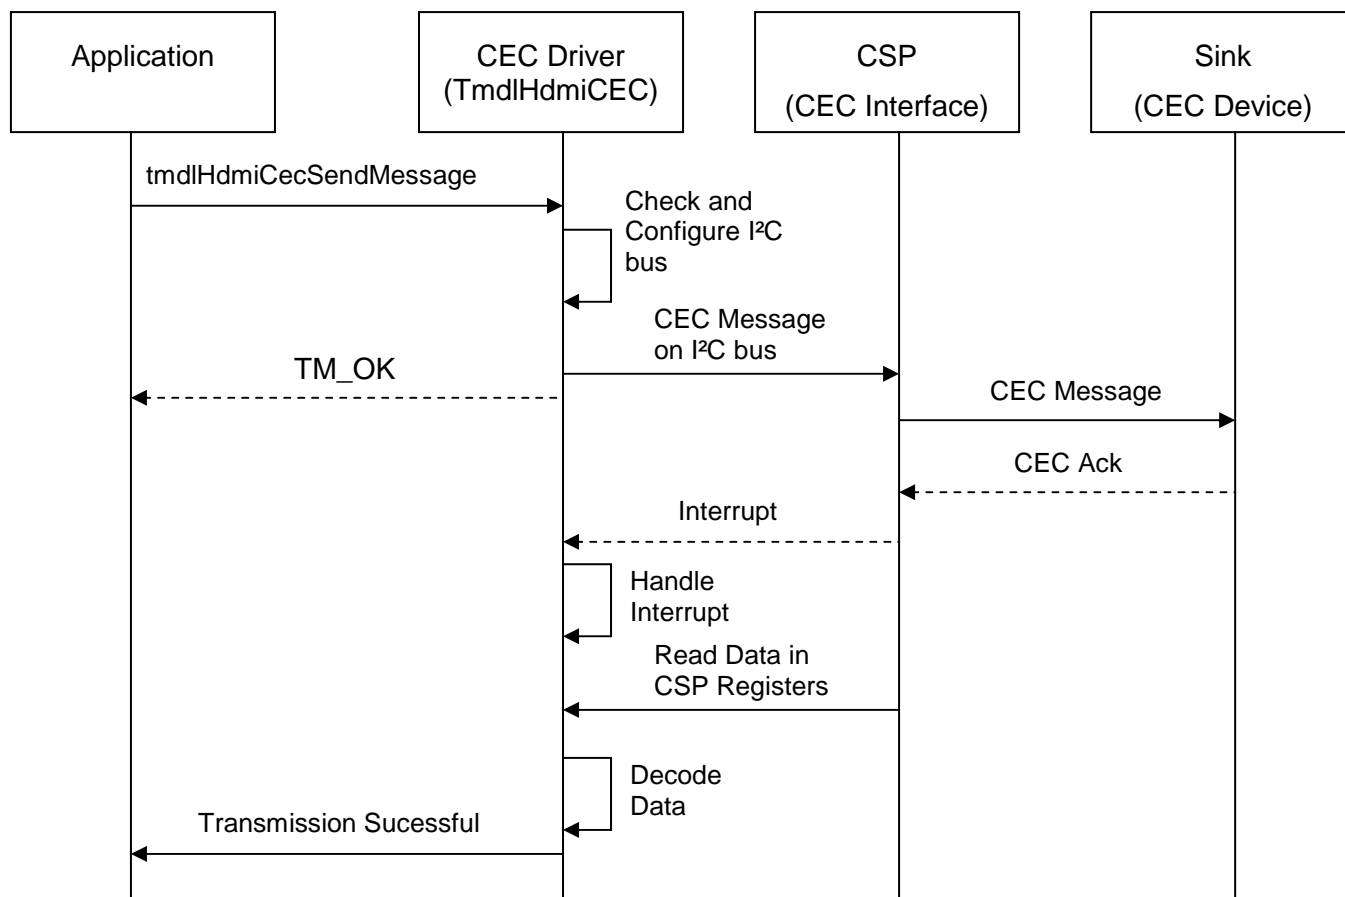 Application
CEC Driver
(TmdlHdmiCEC)
CSP
(CEC Interface)
Sink
(CEC Device)
tmdlHdmiCecSendMessage
Check and
Configure I²C
bus
CEC Message
on I²C bus
TM_OK
CEC Message
CEC Ack
Interrupt
Handle
Interrupt
Read Data in
CSP Registers
Decode
Data
Transmission Sucessful